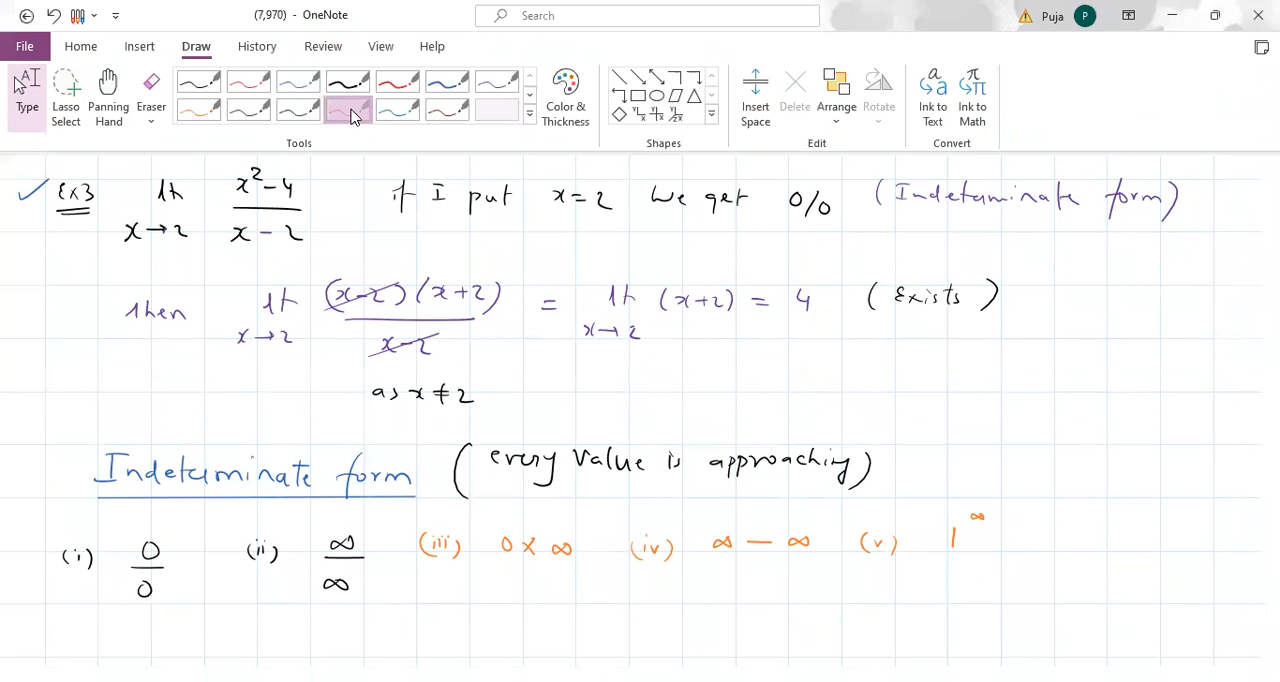 (7,970) - OneNote
Search
Puja
P
File Home Insert Draw History Review View Help
Type
Lasso Select
Panning Hand
Eraser
Color & Thickness
Insert Space
Delete
Arrange
Rotate
Ink to Text
Ink to Math
Tools
Shapes
Edit
Convert
✓ Ex3 lt x→2 (x²-4)/(x-2) if I put x=2 We get 0/0 (Indeterminate form)
then lt x→2 (x-2)(x+2)/(x-2) = lt x→2 (x+2) = 4 (Exists)
as x≠2
Indeterminate form (every value is approaching)
(i) 0/0 (ii) ∞/∞ (iii) 0×∞ (iv) ∞-∞ (v) 1^∞